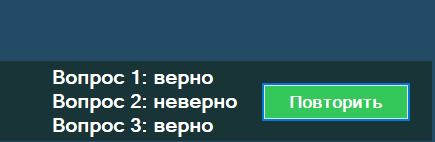 Вопрос 1: верно
Вопрос 2: неверно
Вопрос 3: верно
Повторить